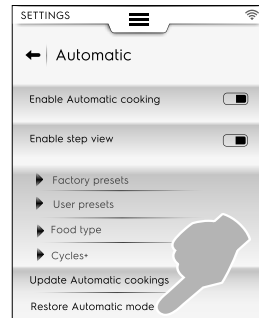 SETTINGS
Automatic
Enable Automatic cooking
Enable step view
Factory presets
User presets
Food type
Cycles+
Update Automatic cookings
Restore Automatic mode